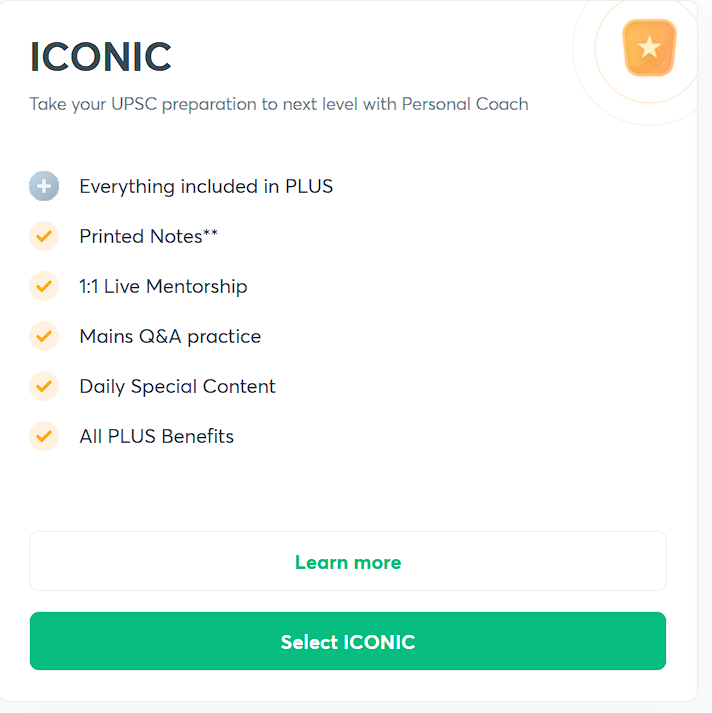 ICONIC
Take your UPSC preparation to next level with Personal Coach
Everything included in PLUS
Printed Notes**
1:1 Live Mentorship
Mains Q&A practice
Daily Special Content
All PLUS Benefits
Learn more
Select ICONIC